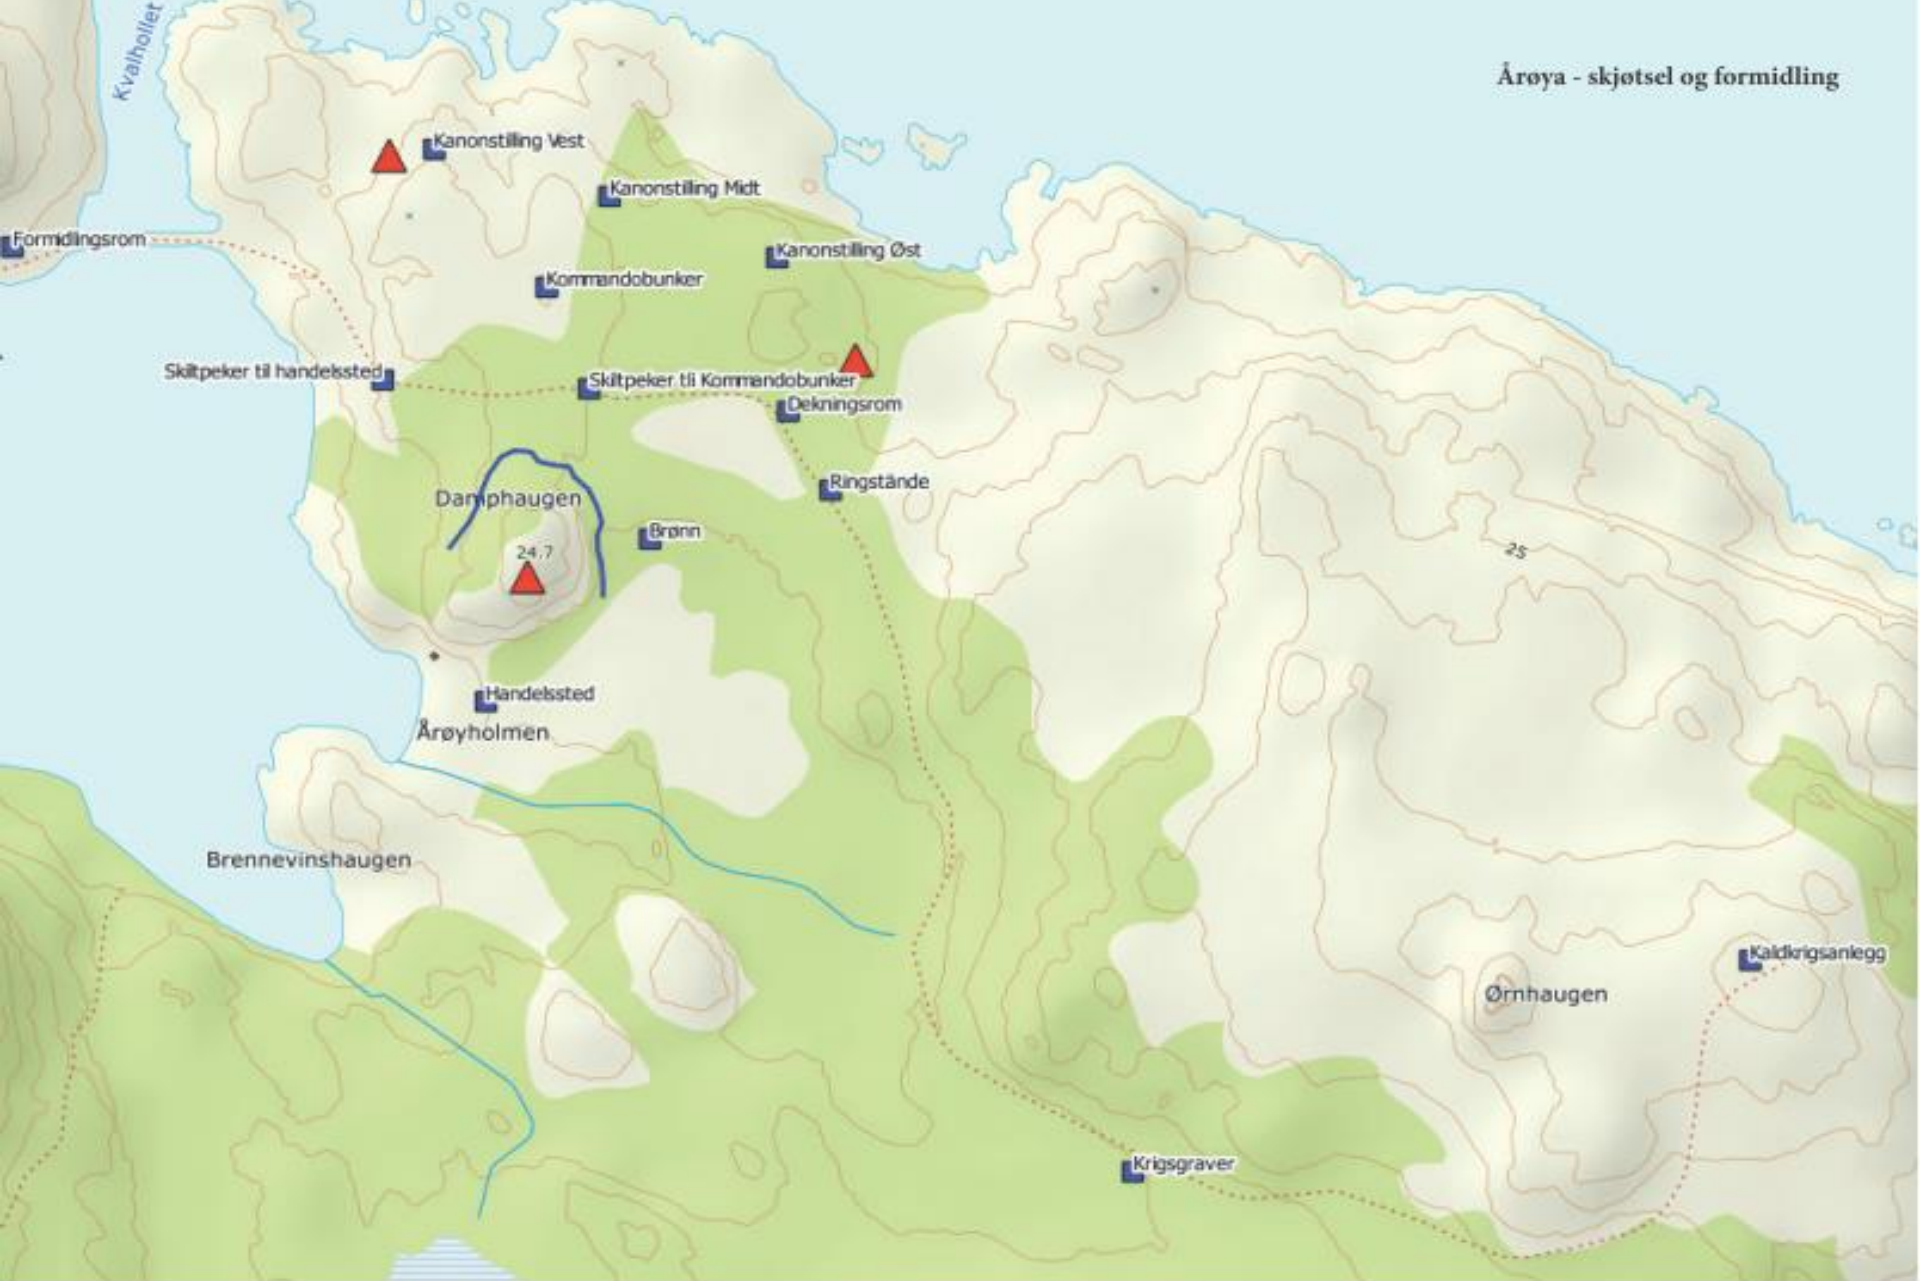 Kvalhollet
Årøya - skjøtsel og formidling
Kanonstilling Vest
Kanonstilling Midt
Formidlingsrom
Kanonstilling Øst
Kommandobunker
Skiltpeker til handelssted
Skiltpeker tli Kommandobunker
Dekningsrom
Ringstände
Damphaugen
Brønn
24.7
25
Handelssted
Årøyholmen
Brennevinshaugen
Kaldkrigsanlegg
Ørnhaugen
Krigsgraver